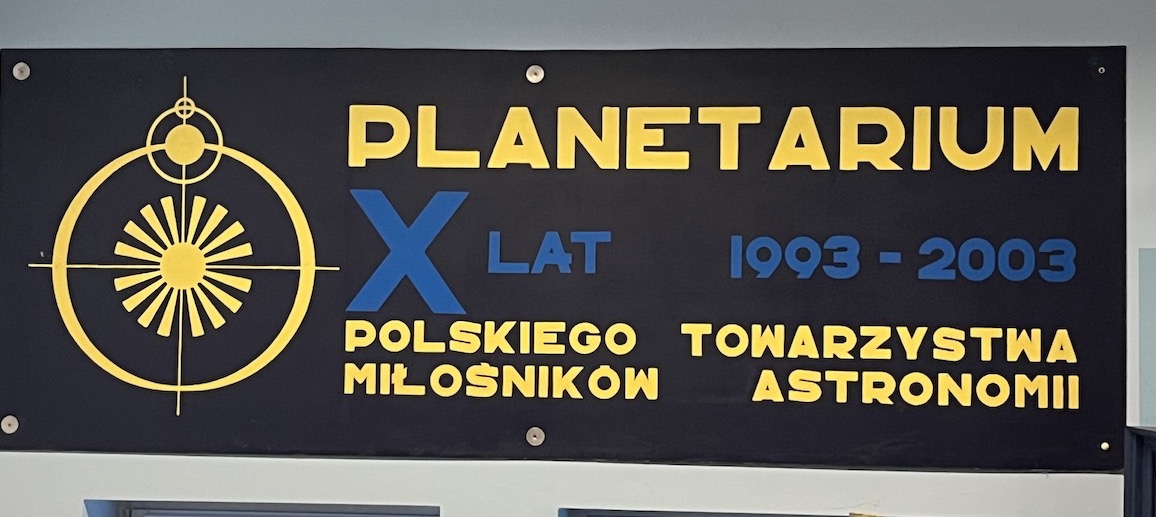 PLANETARIUM
X LAT 1993 - 2003
POLSKIEGO TOWARZYSTWA
MIŁOŚNIKÓW ASTRONOMII